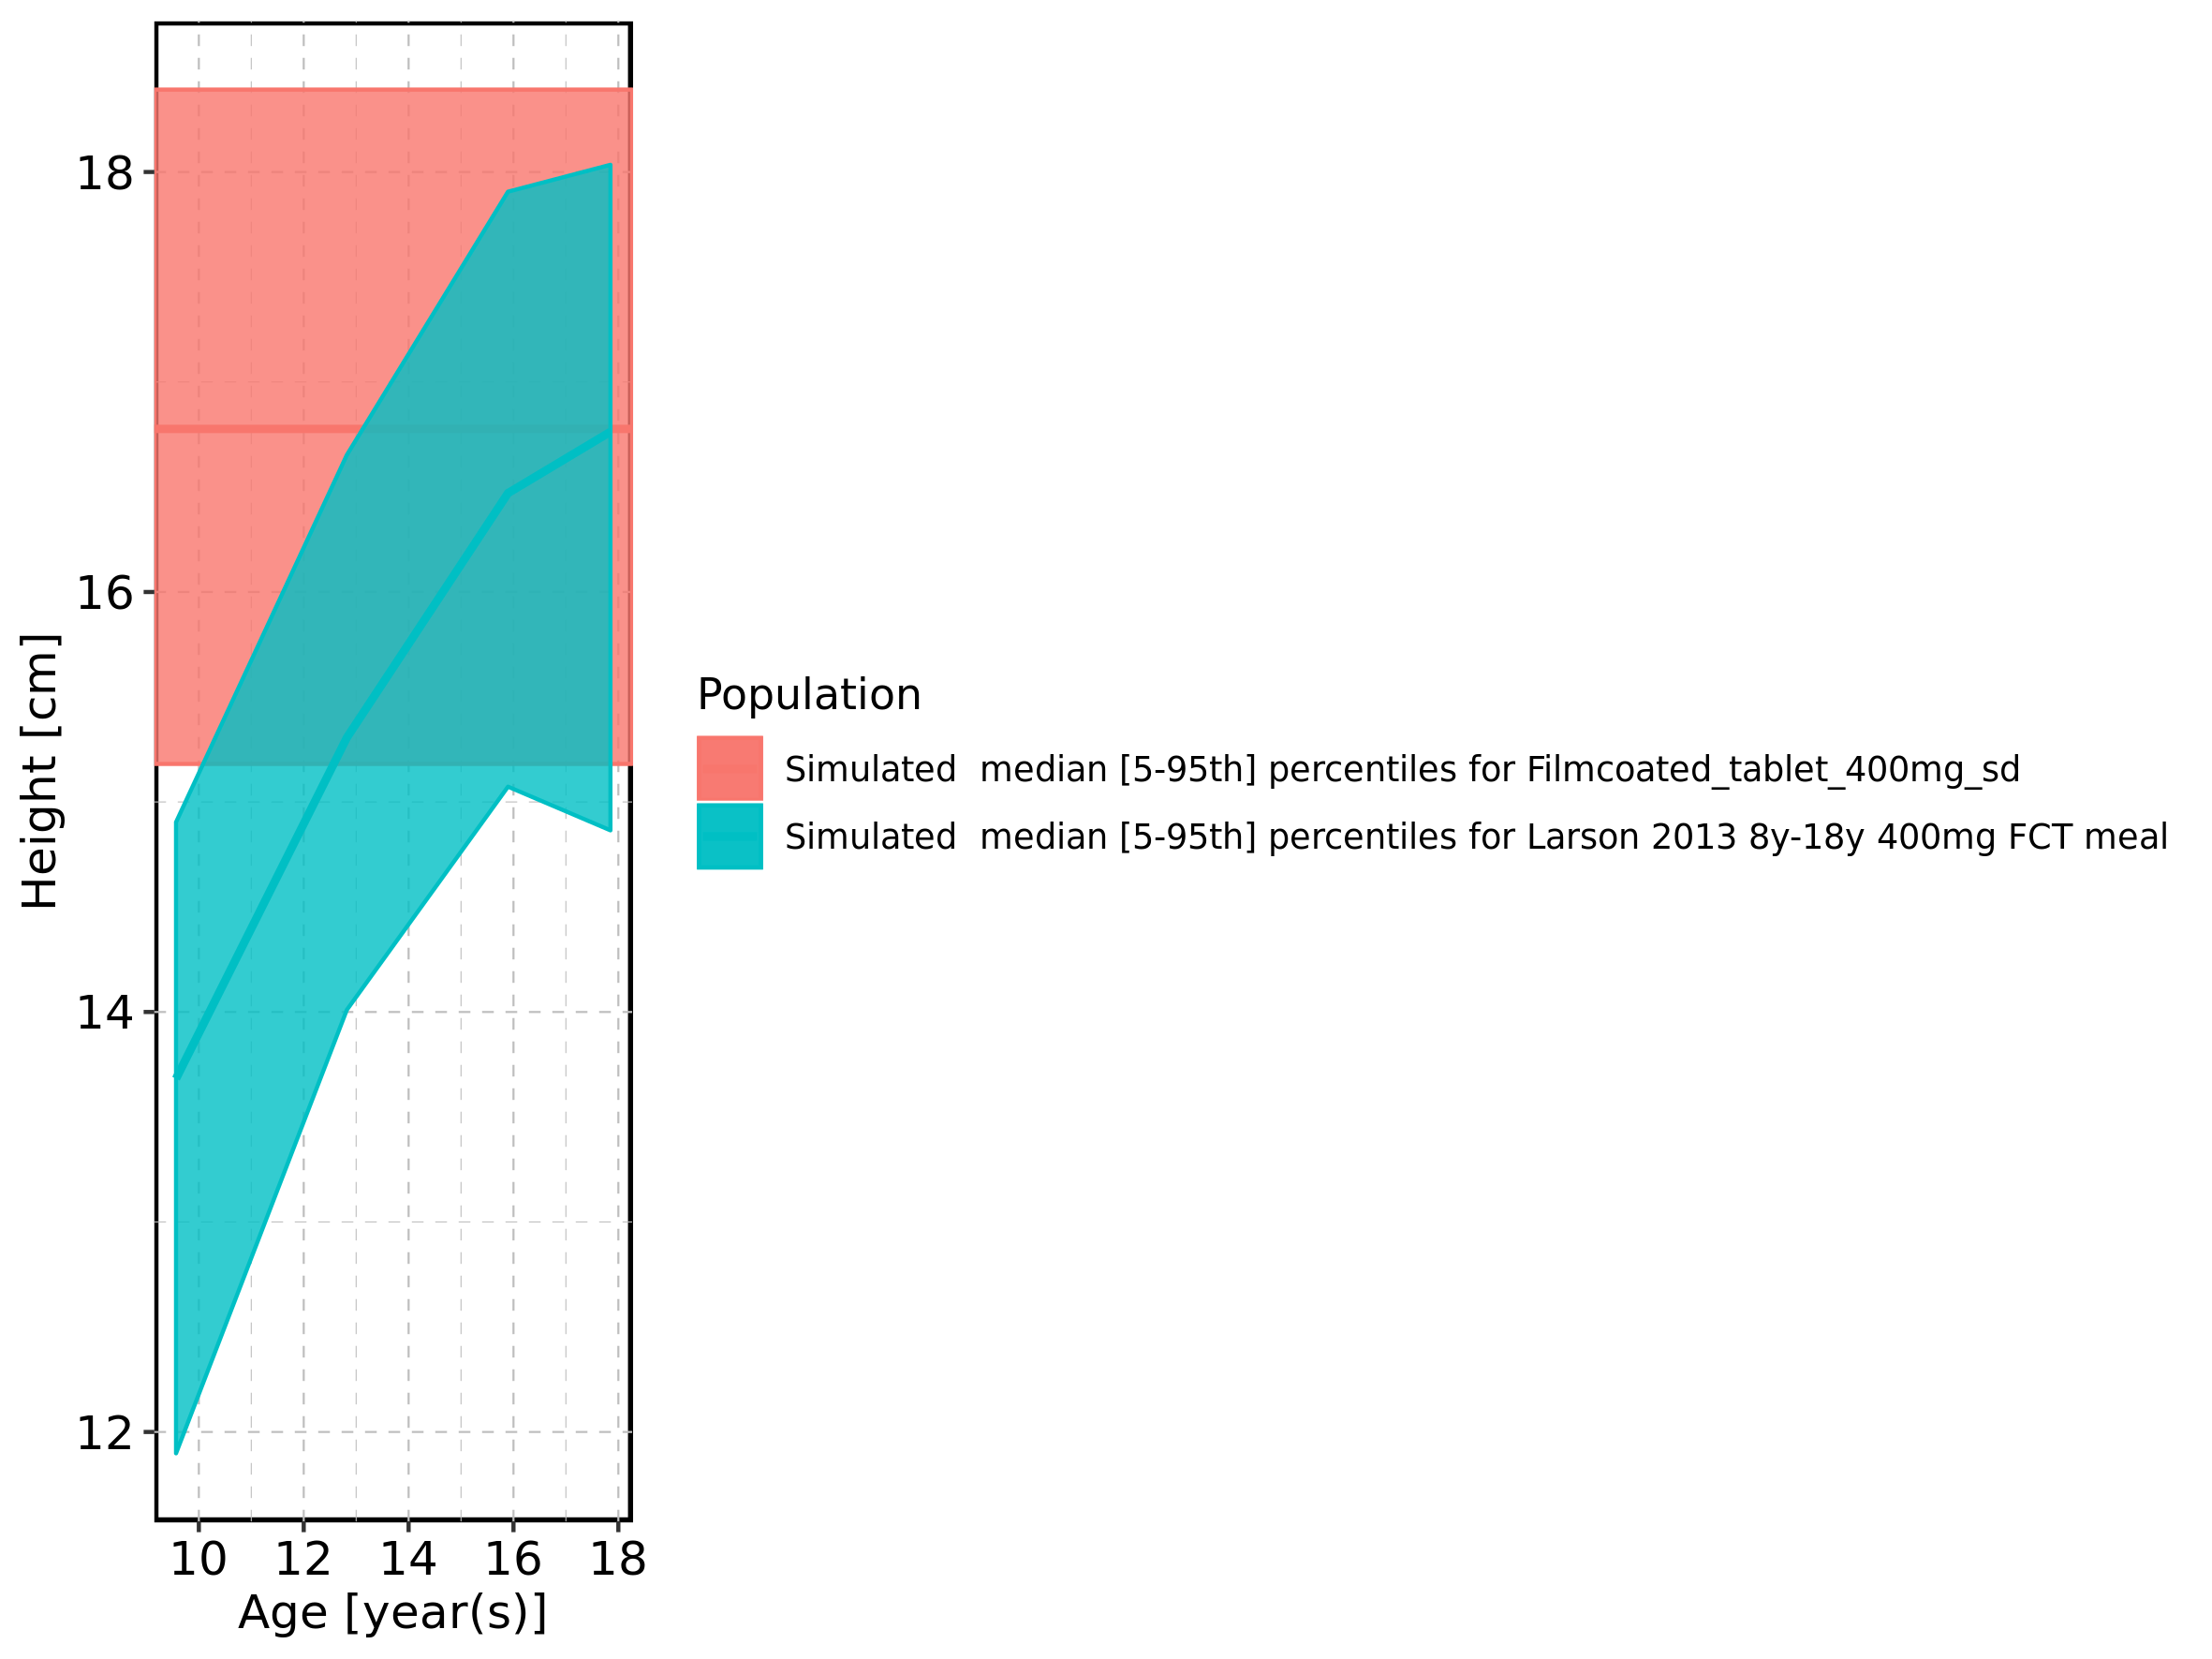 18
16
14
12
Height [cm]
10 12 14 16 18
Age [year(s)]
Population
Simulated  median [5-95th] percentiles for Filmcoated_tablet_400mg_sd
Simulated  median [5-95th] percentiles for Larson 2013 8y-18y 400mg FCT meal